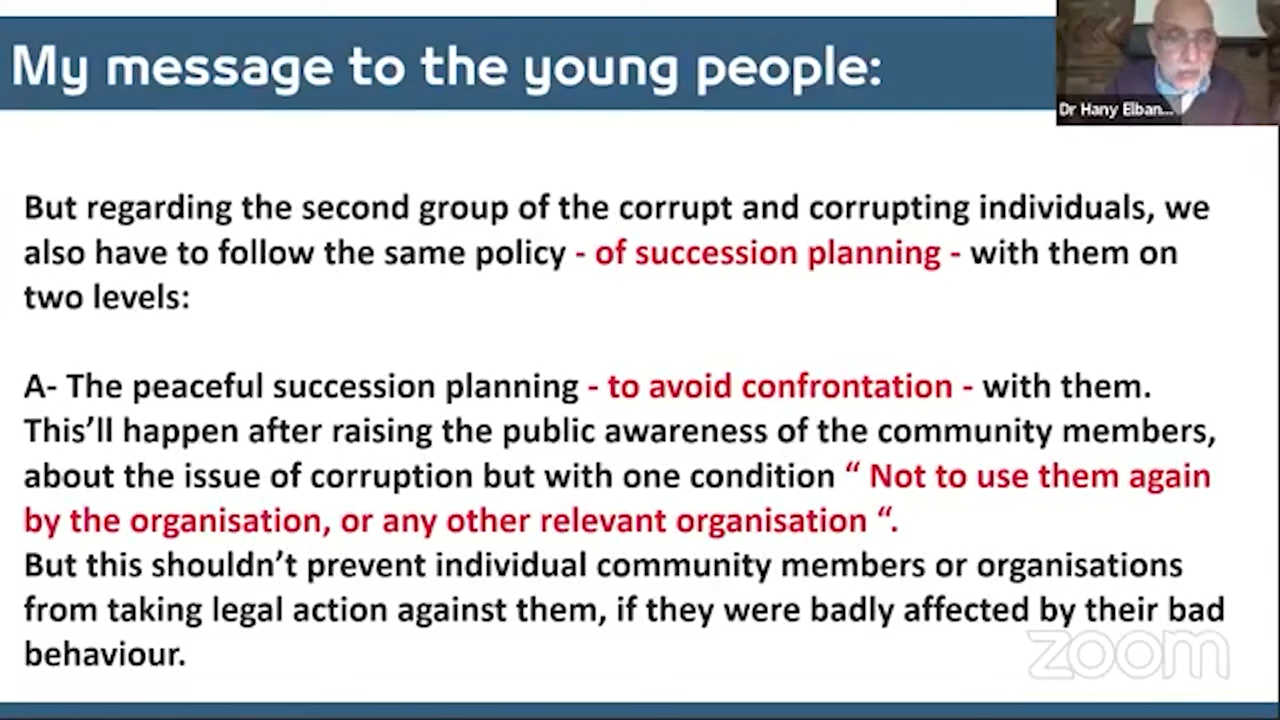 My message to the young people:
Dr Hany Elban...
But regarding the second group of the corrupt and corrupting individuals, we
also have to follow the same policy - of succession planning - with them on
two levels:
A- The peaceful succession planning - to avoid confrontation - with them.
This’ll happen after raising the public awareness of the community members,
about the issue of corruption but with one condition “ Not to use them again
by the organisation, or any other relevant organisation “.
But this shouldn’t prevent individual community members or organisations
from taking legal action against them, if they were badly affected by their bad
behaviour.
zoom